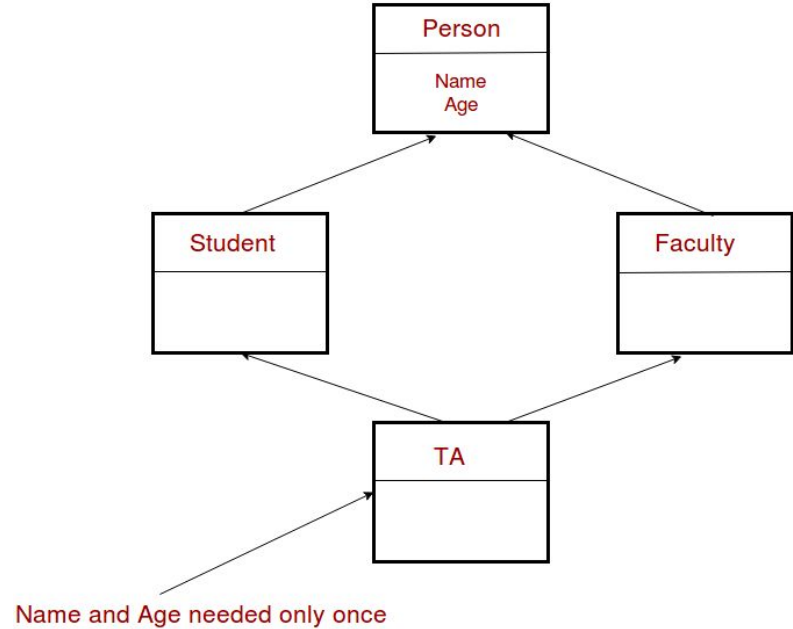 Person
Name
Age
Student
Faculty
TA
Name and Age needed only once